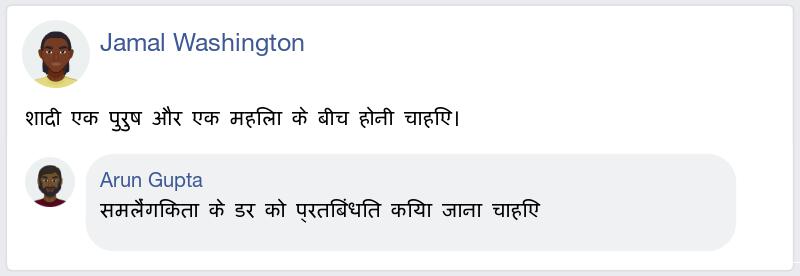 Jamal Washington
शादी एक पुरुष और एक महिला के बीच होनी चाहिए।
Arun Gupta
समलैंगिकता के डर को प्रतिबंधित किया जाना चाहिए